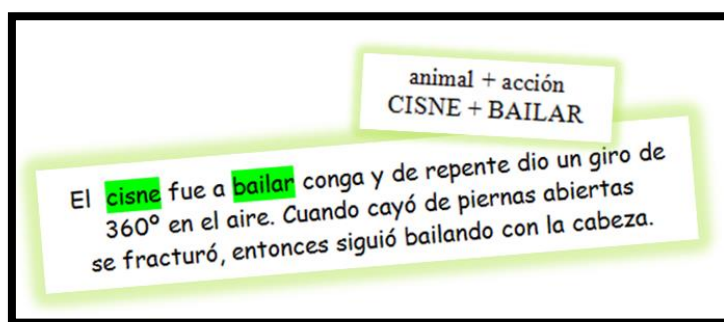 animal + acción
CISNE + BAILAR
El cisne fue a bailar conga y de repente dio un giro de
360º en el aire. Cuando cayó de piernas abiertas
se fracturó, entonces siguió bailando con la cabeza.